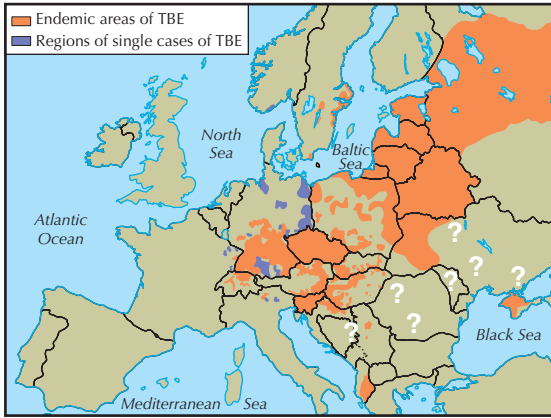 Endemic areas of TBE
Regions of single cases of TBE
North
Sea
Baltic
Sea
Atlantic
Ocean
?
?
?
?
?
?
?
Black Sea
Mediterranean
Sea